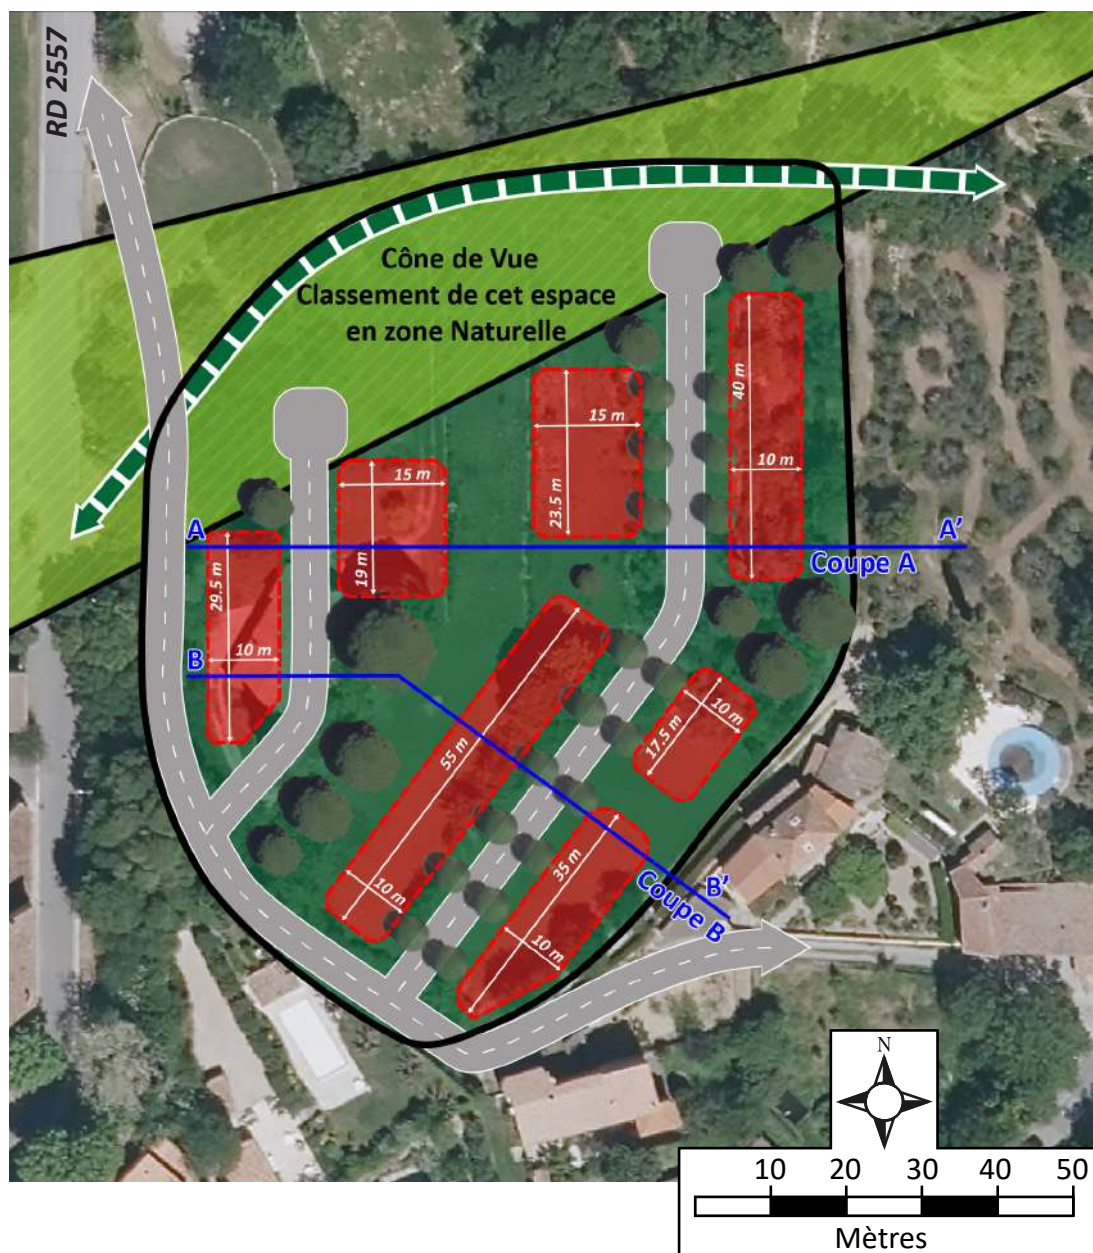 RD 2557
Cône de Vue
Classement de cet espace
en zone Naturelle
40 m
10 m
15 m
23.5 m
15 m
19 m
A
A'
Coupe A
29.5 m
10 m
B
55 m
10 m
10 m
17.5 m
35 m
10 m
B'
Coupe B
N
10 20 30 40 50
Mètres